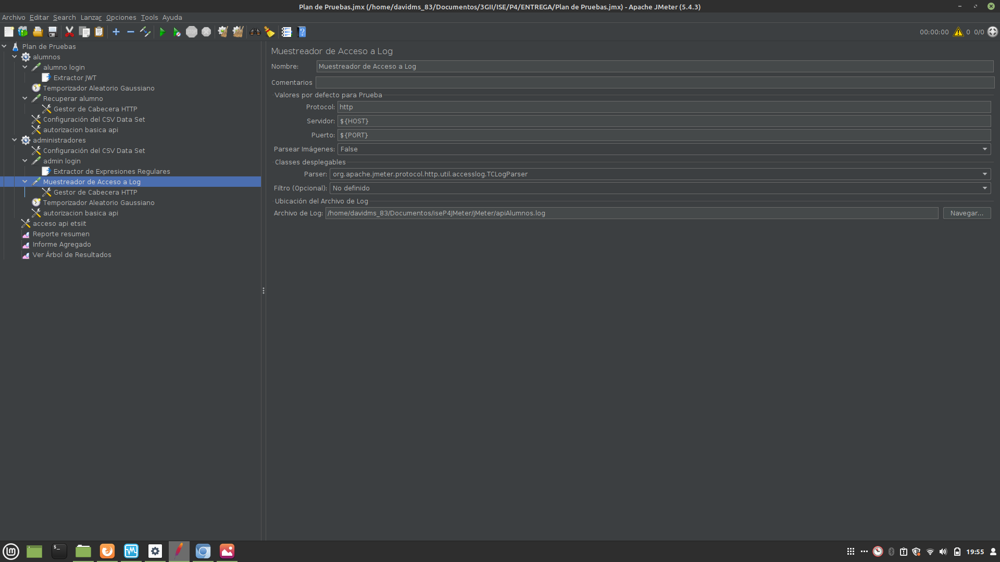 Plan de Pruebas.jmx (/home/davidms_83/Documentos/3GII/ISE/P4/ENTREGA/Plan de Pruebas.jmx) - Apache JMeter (5.4.3)
Archivo Editar Search Lanzar Opciones Tools Ayuda
00:00:00 0 0/0
Plan de Pruebas
alumnos
alumno login
Extractor JWT
Temporizador Aleatorio Gaussiano
Recuperar alumno
Gestor de Cabecera HTTP
Configuración del CSV Data Set
autorizacion basica api
administradores
Configuración del CSV Data Set
admin login
Extractor de Expresiones Regulares
Muestreador de Acceso a Log
Gestor de Cabecera HTTP
Temporizador Aleatorio Gaussiano
autorizacion basica api
acceso api etsiit
Reporte resumen
Informe Agregado
Ver Árbol de Resultados
Muestreador de Acceso a Log
Nombre: Muestreador de Acceso a Log
Comentarios
Valores por defecto para Prueba
Protocol: http
Servidor: ${HOST}
Puerto: ${PORT}
Parsear Imágenes: False
Classes desplegables
Parser: org.apache.jmeter.protocol.http.util.accesslog.TCLogParser
Filtro (Opcional): No definido
Ubicación del Archivo de Log
Archivo de Log: /home/davidms_83/Documentos/iseP4JMeter/jMeter/apiAlumnos.log Navegar...
19:55